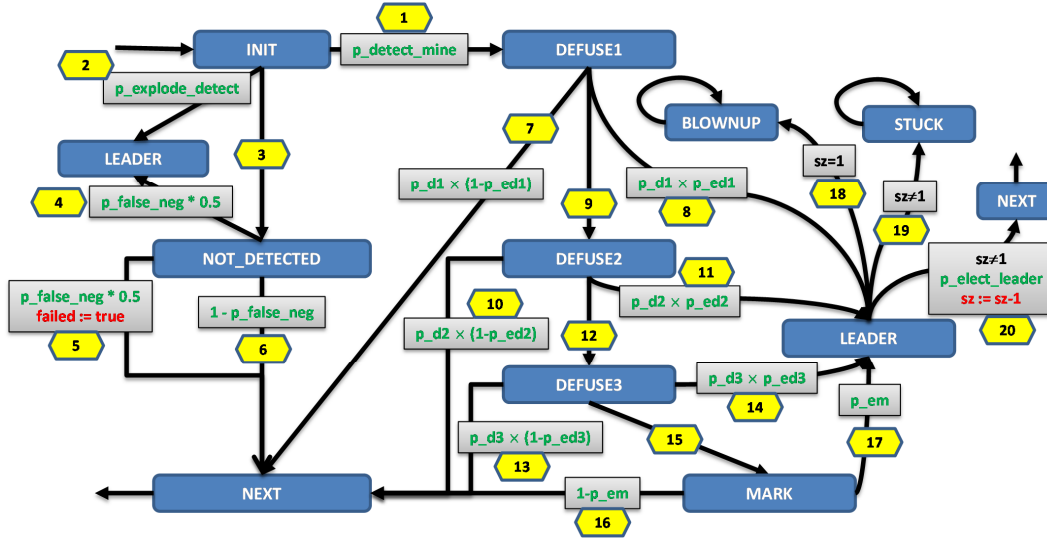 1
INIT
p_detect_mine
DEFUSE1
2
p_explode_detect
BLOWNUP
STUCK
7
LEADER
3
sz=1
18
sz≠1
19
NEXT
4
p_false_neg * 0.5
p_d1 × (1-p_ed1)
9
p_d1 × p_ed1
8
NOT_DETECTED
DEFUSE2
sz≠1
p_elect_leader
sz := sz-1
20
p_false_neg * 0.5
failed := true
5
1 - p_false_neg
6
10
p_d2 × (1-p_ed2)
11
p_d2 × p_ed2
12
LEADER
DEFUSE3
p_d3 × p_ed3
14
p_em
17
p_d3 × (1-p_ed3)
13
15
NEXT
1-p_em
16
MARK